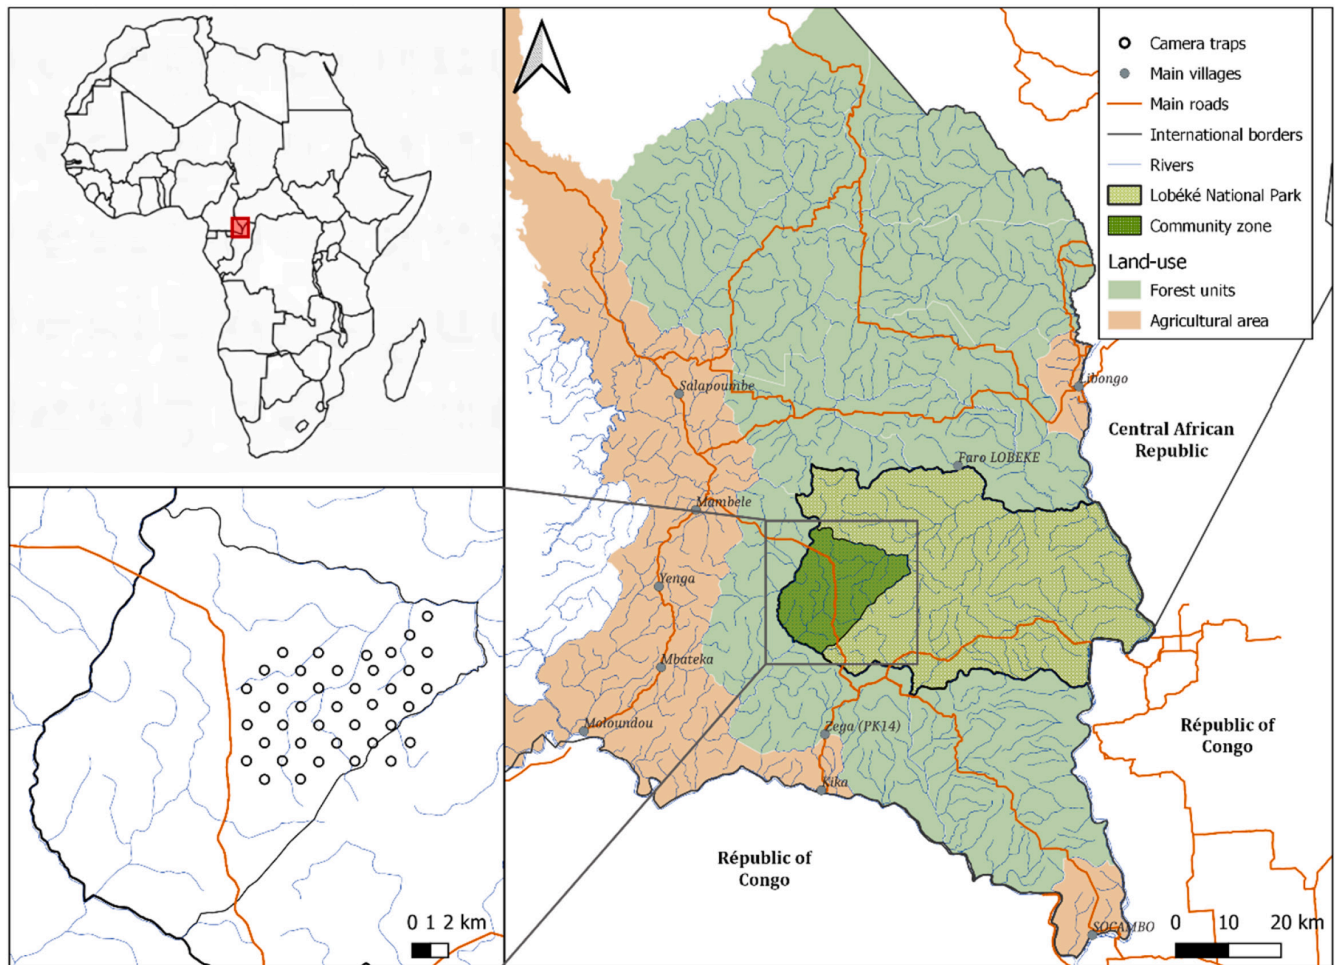 Camera traps
Main villages
Main roads
International borders
Rivers
Lobéké National Park
Community zone
Land-use
Forest units
Agricultural area
Libongo
Salapoumbe
Central African
Republic
Faro LOBEKE
Mambele
Yenga
Mbateka
Moloundou
Zega (PK14)
Républic of
Congo
Kika
Républic of
Congo
SOCAMBO
0 1 2 km
0 10 20 km